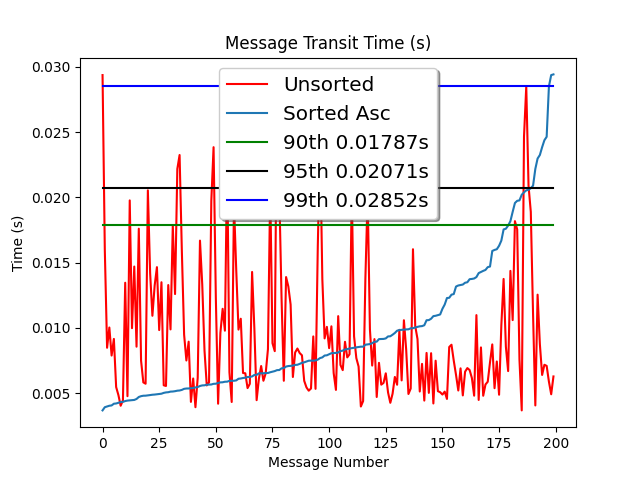 Message Transit Time (s)
Unsorted
Sorted Asc
90th 0.01787s
95th 0.02071s
99th 0.02852s
0.030
0.025
0.020
0.015
0.010
0.005
Time (s)
0 25 50 75 100 125 150 175 200
Message Number